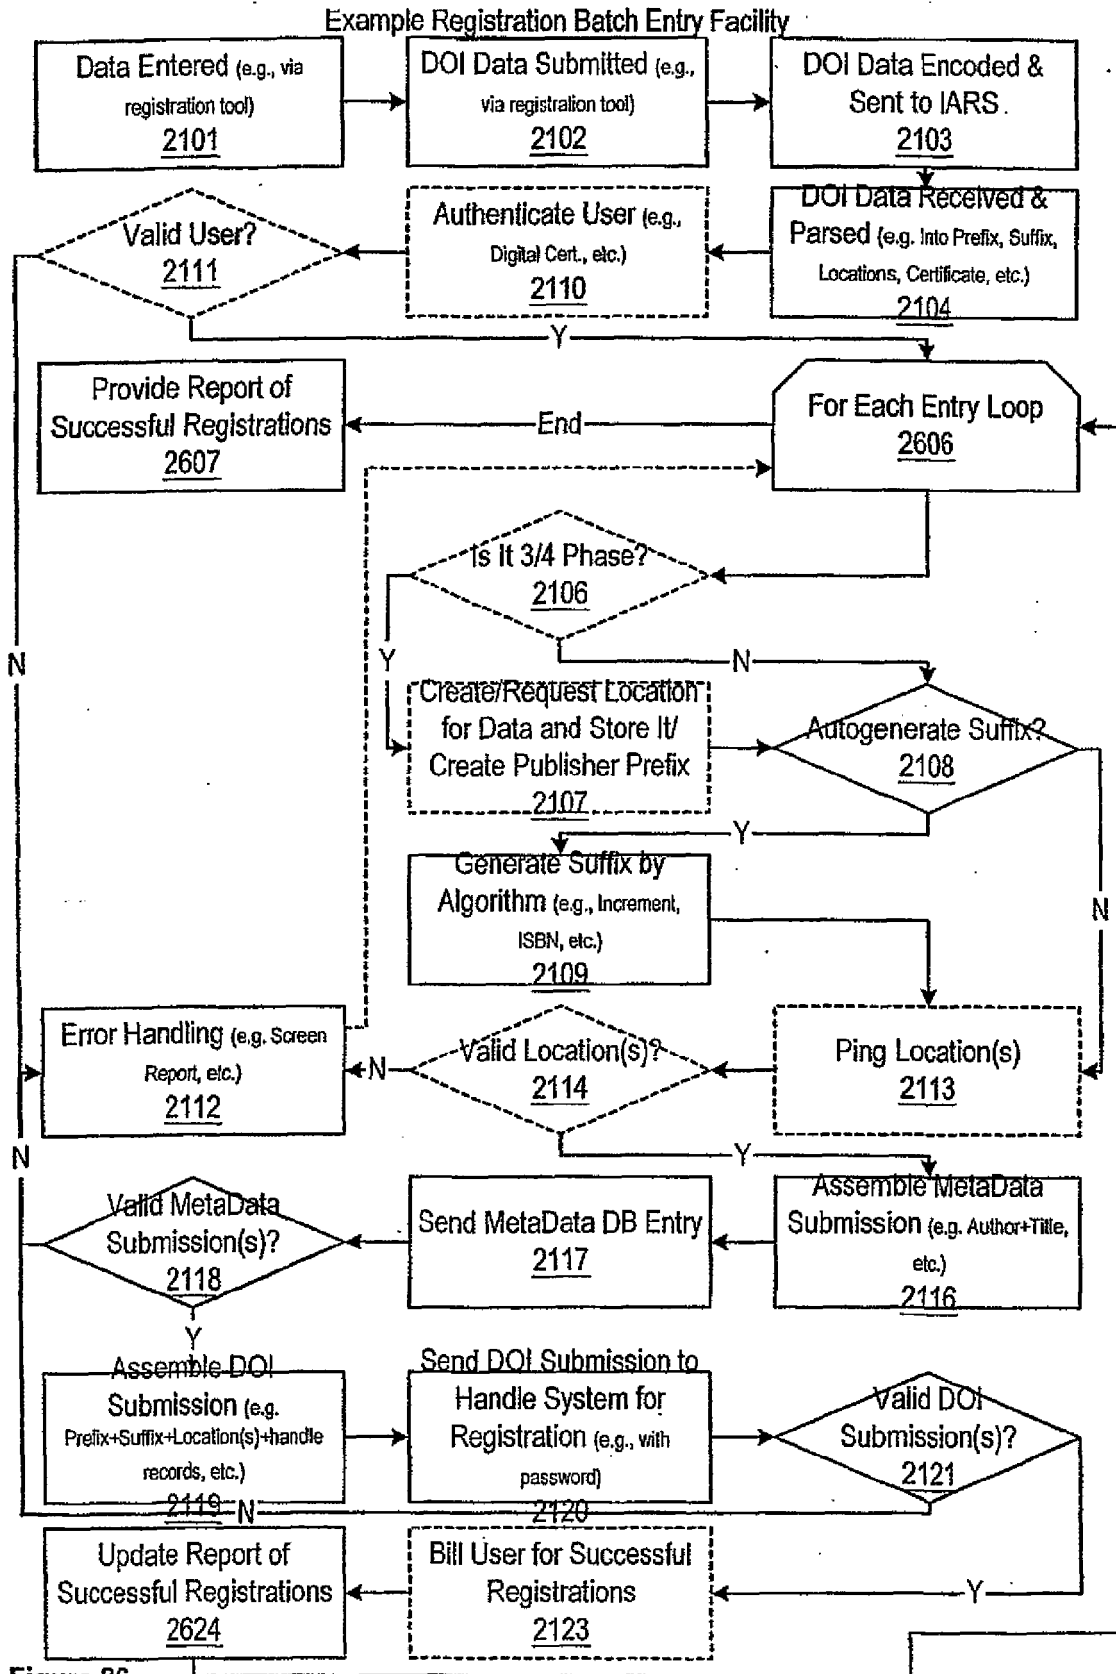 Example Registration Batch Entry Facility
Data Entered (e.g., via
registration tool)
2101
DOI Data Submitted (e.g.,
via registration tool)
2102
DOI Data Encoded &
Sent to IARS.
2103
Valid User?
2111
Authenticate User (e.g.,
Digital Cert., etc.)
2110
DOI Data Received &
Parsed (e.g. Into Prefix, Suffix,
Locations, Certificate, etc.)
2104
Y
Provide Report of
Successful Registrations
2607
End
For Each Entry Loop
2606
Is It 3/4 Phase?
2106
N
Y
N
Create/Request Location
for Data and Store It/
Create Publisher Prefix
2107
Autogenerate Suffix?
2108
Y
Generate Suffix by
Algorithm (e.g., Increment,
ISBN, etc.)
2109
N
Error Handling (e.g. Screen
Report, etc.)
2112
N
Valid Location(s)?
2114
Ping Location(s)
2113
N
Y
Valid MetaData
Submission(s)?
2118
Send MetaData DB Entry
2117
Assemble MetaData
Submission (e.g. Author+Title,
etc.)
2116
Y
Assemble DOI
Submission (e.g.
Prefix+Suffix+Location(s)+handle
records, etc.)
2119
Send DOI Submission to
Handle System for
Registration (e.g., with
password)
2120
Valid DOI
Submission(s)?
2121
N
Update Report of
Successful Registrations
2624
Bill User for Successful
Registrations
2123
Y